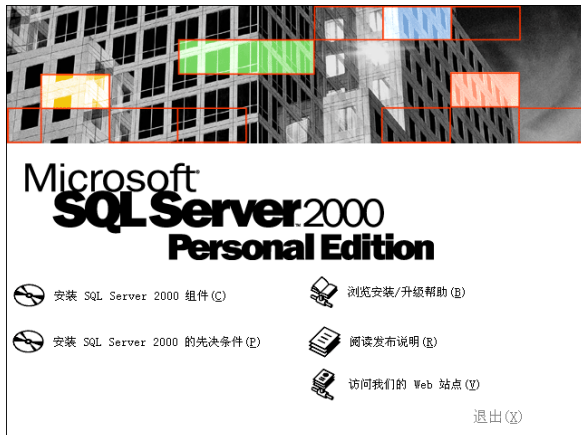 Microsoft®
SQL Server™ 2000
Personal Edition
安装 SQL Server 2000 组件(C)
浏览安装/升级帮助(B)
安装 SQL Server 2000 的先决条件(P)
阅读发布说明(R)
访问我们的 Web 站点(V)
退出(X)